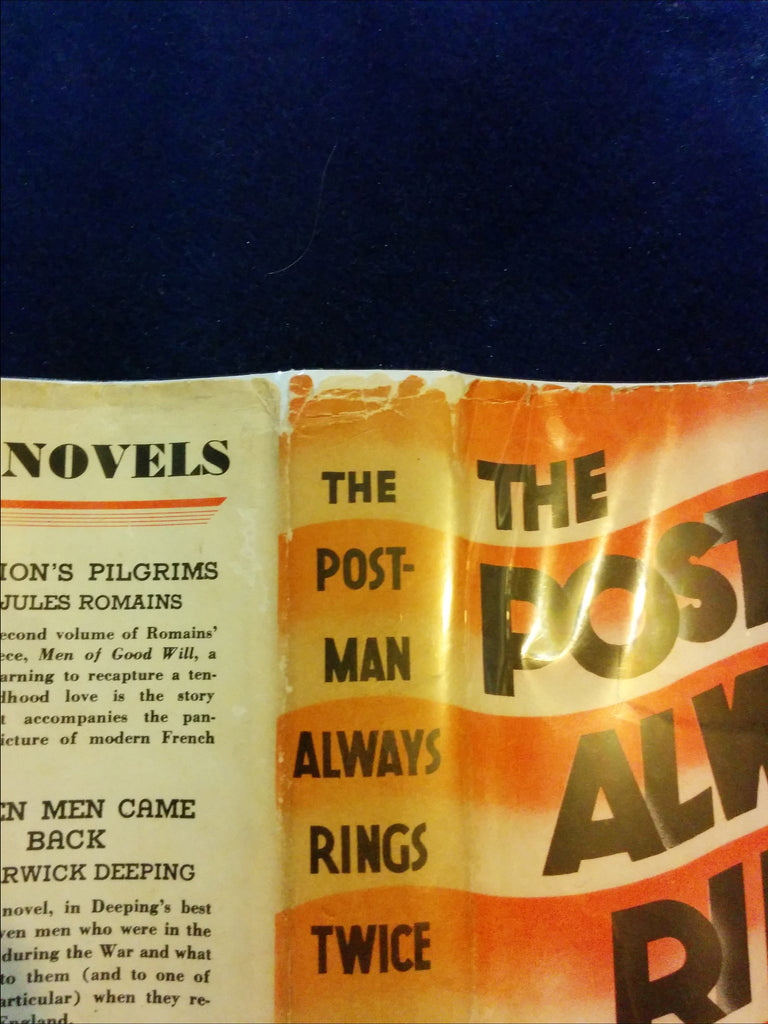 NOVELS
ION'S PILGRIMS
JULES ROMAINS
econd volume of Romains'
ece, Men of Good Will, a
arning to recapture a ten-
dhood love is the story
t accompanies the pan-
icture of modern French
EN MEN CAME
BACK
RWICK DEEPING
novel, in Deeping's best
ven men who were in the
during the War and what
to them (and to one of
articular) when they re-
England.
THE
POST-
MAN
ALWAYS
RINGS
TWICE
THE
POST
ALW
RI